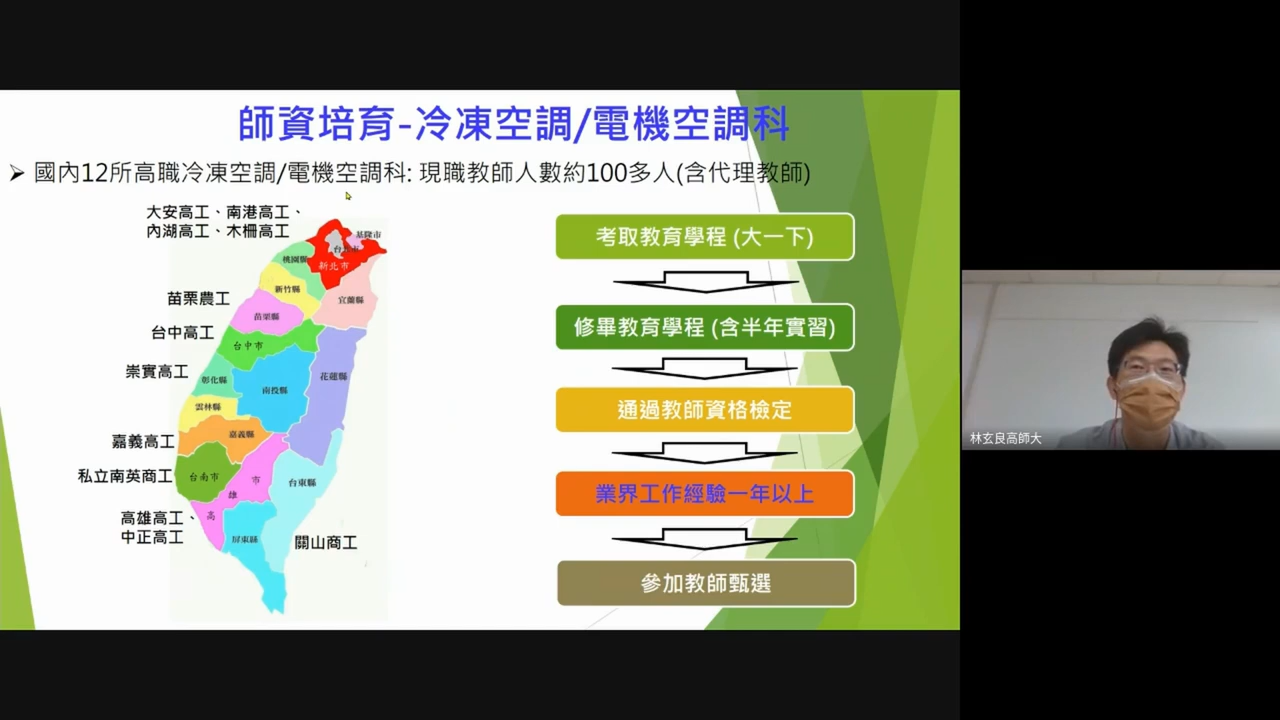 師資培育-冷凍空調/電機空調科
國內12所高職冷凍空調/電機空調科: 現職教師人數約100多人(含代理教師)
大安高工、南港高工、
內湖高工、木柵高工
苗栗農工
台中高工
崇實高工
嘉義高工
私立南英商工
高雄高工、
中正高工
關山商工
基隆市
台北市
新北市
桃園縣
新竹縣
宜蘭縣
苗栗縣
台中市
花蓮縣
彰化縣
南投縣
雲林縣
嘉義縣
台南市
高
雄
市
台東縣
屏東縣
考取教育學程 (大一下)
修畢教育學程 (含半年實習)
通過教師資格檢定
業界工作經驗一年以上
參加教師甄選
林玄良高師大